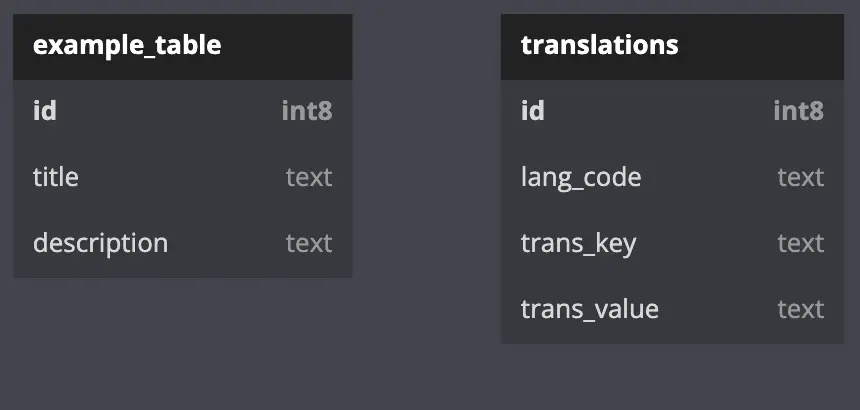 example_table
id int8
title text
description text
translations
id int8
lang_code text
trans_key text
trans_value text